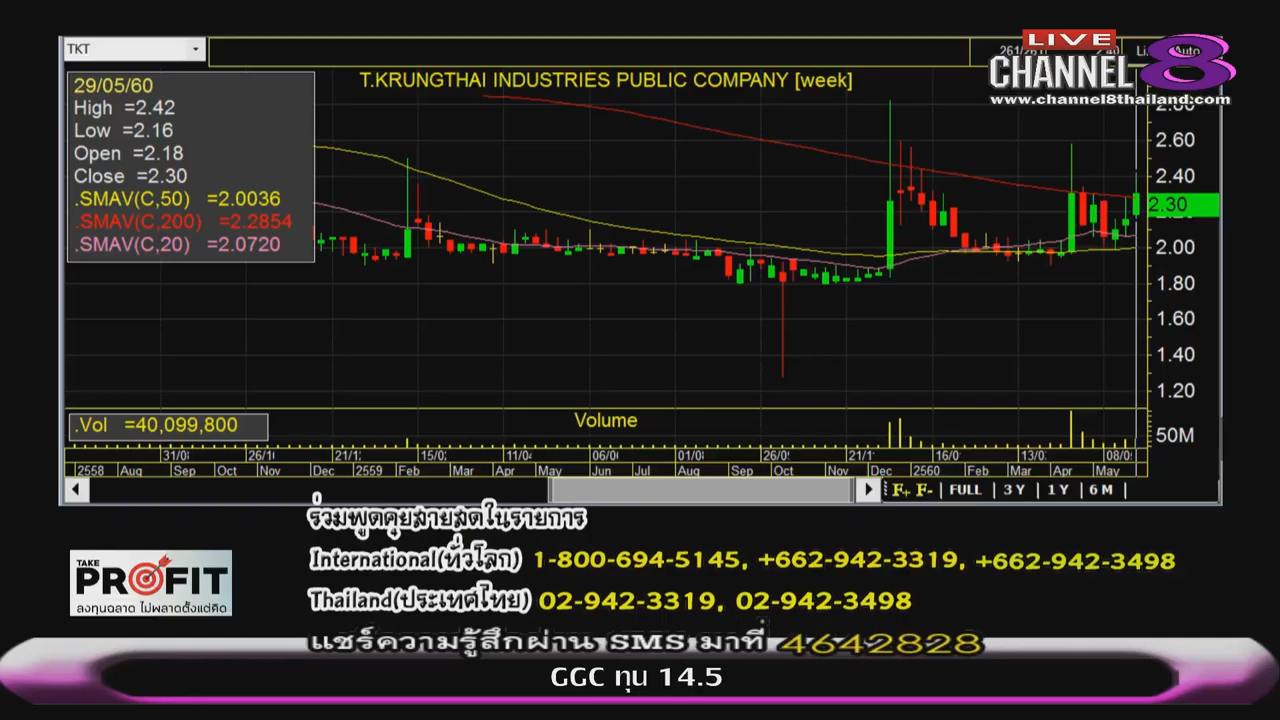 TKT
LIVE
CHANNEL 8
www.channel8thailand.com
T.KRUNGTHAI INDUSTRIES PUBLIC COMPANY [week]
29/05/60
High =2.42
Low =2.16
Open =2.18
Close =2.30
.SMAV(C,50) =2.0036
.SMAV(C,200) =2.2854
.SMAV(C,20) =2.0720
2.60
2.40
2.30
2.00
1.80
1.60
1.40
1.20
.Vol =40,099,800
Volume
50M
2558 Aug Sep Oct Nov Dec 2559 Feb Mar Apr May Jun Jul Aug Sep Oct Nov Dec 2560 Feb Mar Apr May
F+ F- FULL 3 Y 1 Y 6 M
ร่วมพูดคุยสายสดในรายการ
International(ทั่วโลก) 1-800-694-5145, +662-942-3319, +662-942-3498
Thailand(ประเทศไทย) 02-942-3319, 02-942-3498
แชร์ความรู้สึกผ่าน SMS มาที่ 4642828
TAKE
PROFIT
ลงทุนฉลาด ไม่พลาดตั้งแต่คิด
GGC ทุน 14.5